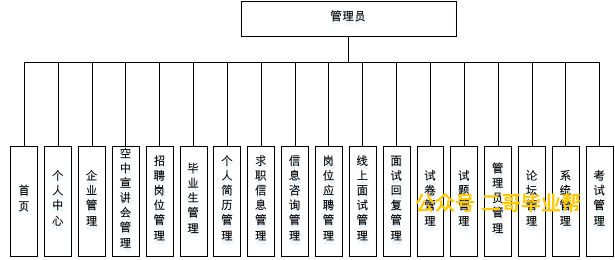 管理员
首页
个人中心
企业管理
空中宣讲会管理
招聘岗位管理
毕业生管理
个人简历管理
求职信息管理
信息咨询管理
岗位应聘管理
线上面试管理
面试回复管理
试卷管理
试题管理
管理员管理
论坛管理
系统管理
考试管理
公众号 二哥毕业帮